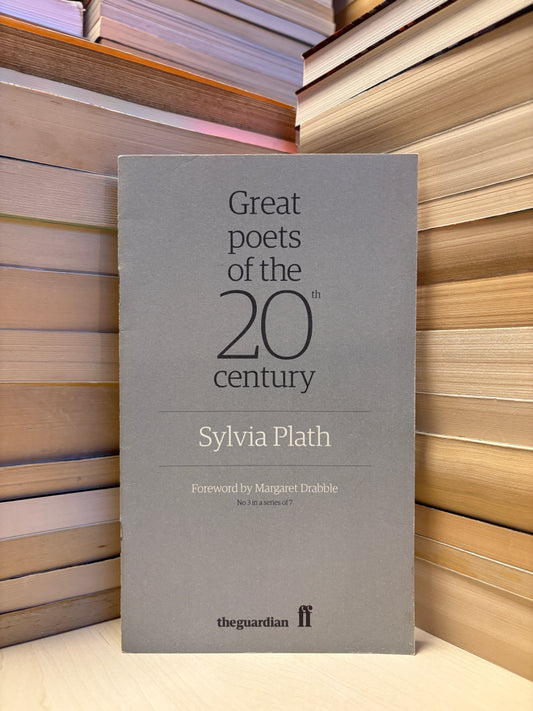 Great
poets
of the
20th
century
Sylvia Plath
Foreword by Margaret Drabble
No 3 in a series of 7
theguardian ff